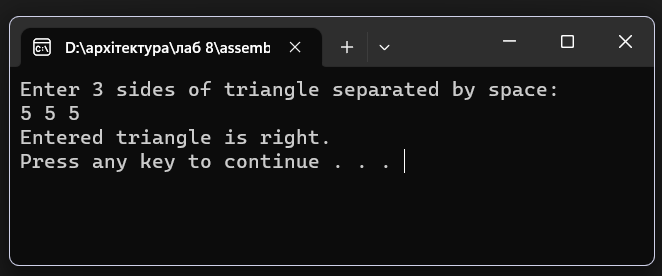 D:\архітектура\лаб 8\assemb
Enter 3 sides of triangle separated by space:
5 5 5
Entered triangle is right.
Press any key to continue . . .